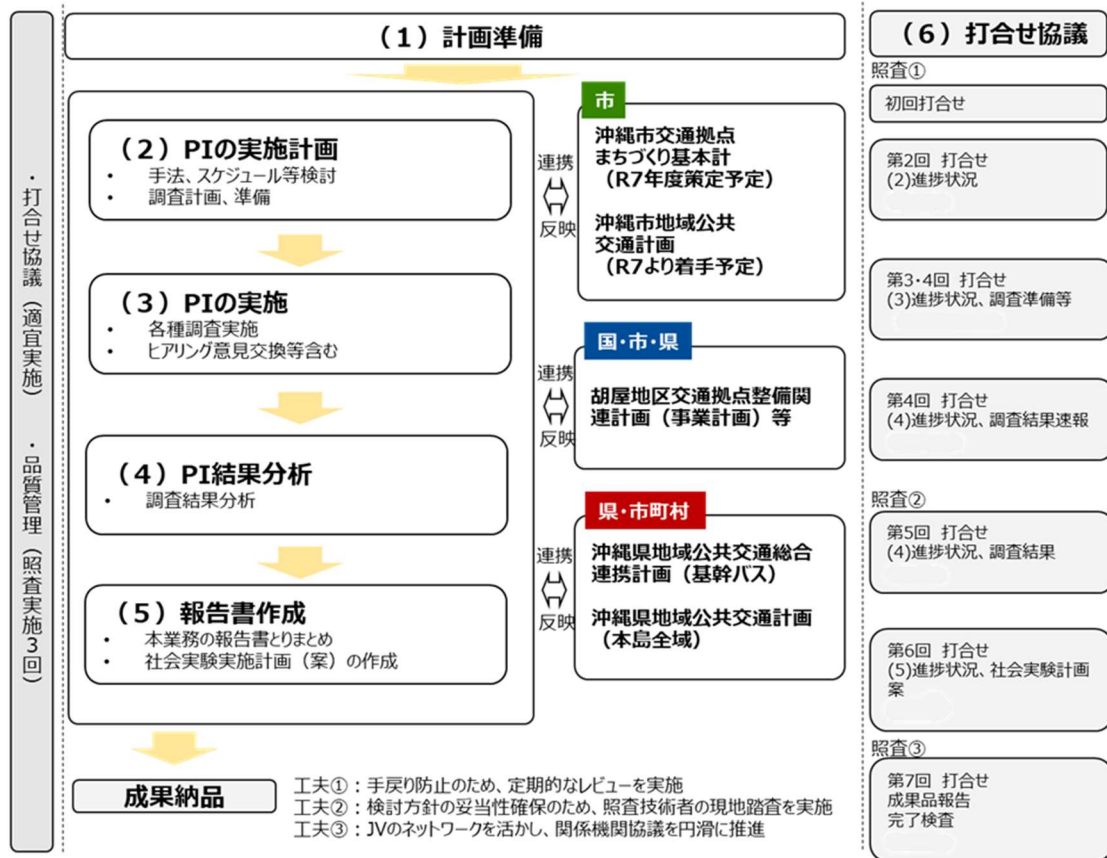 ・打合せ協議（適宜実施）　・品質管理（照査実施3回）
（1）計画準備
（2）PIの実施計画
・ 手法、スケジュール等検討
・ 調査計画、準備
（3）PIの実施
・ 各種調査実施
・ ヒアリング意見交換等含む
（4）PI結果分析
・ 調査結果分析
（5）報告書作成
・ 本業務の報告書とりまとめ
・ 社会実験実施計画（案）の作成
連携
反映
市
沖縄市交通拠点
まちづくり基本計
（R7年度策定予定）
沖縄市地域公共
交通計画
（R7より着手予定）
連携
反映
国・市・県
胡屋地区交通拠点整備関
連計画（事業計画）等
連携
反映
県・市町村
沖縄県地域公共交通総合
連携計画（基幹バス）
沖縄県地域公共交通計画
（本島全域）
成果納品
工夫①：手戻り防止のため、定期的なレビューを実施
工夫②：検討方針の妥当性確保のため、照査技術者の現地踏査を実施
工夫③：JVのネットワークを活かし、関係機関協議を円滑に推進
（6）打合せ協議
照査①
初回打合せ
第2回 打合せ
(2)進捗状況
第3・4回 打合せ
(3)進捗状況、調査準備等
第4回 打合せ
(4)進捗状況、調査結果速報
照査②
第5回 打合せ
(4)進捗状況、調査結果
第6回 打合せ
(5)進捗状況、社会実験計画
案
照査③
第7回 打合せ
成果品報告
完了検査